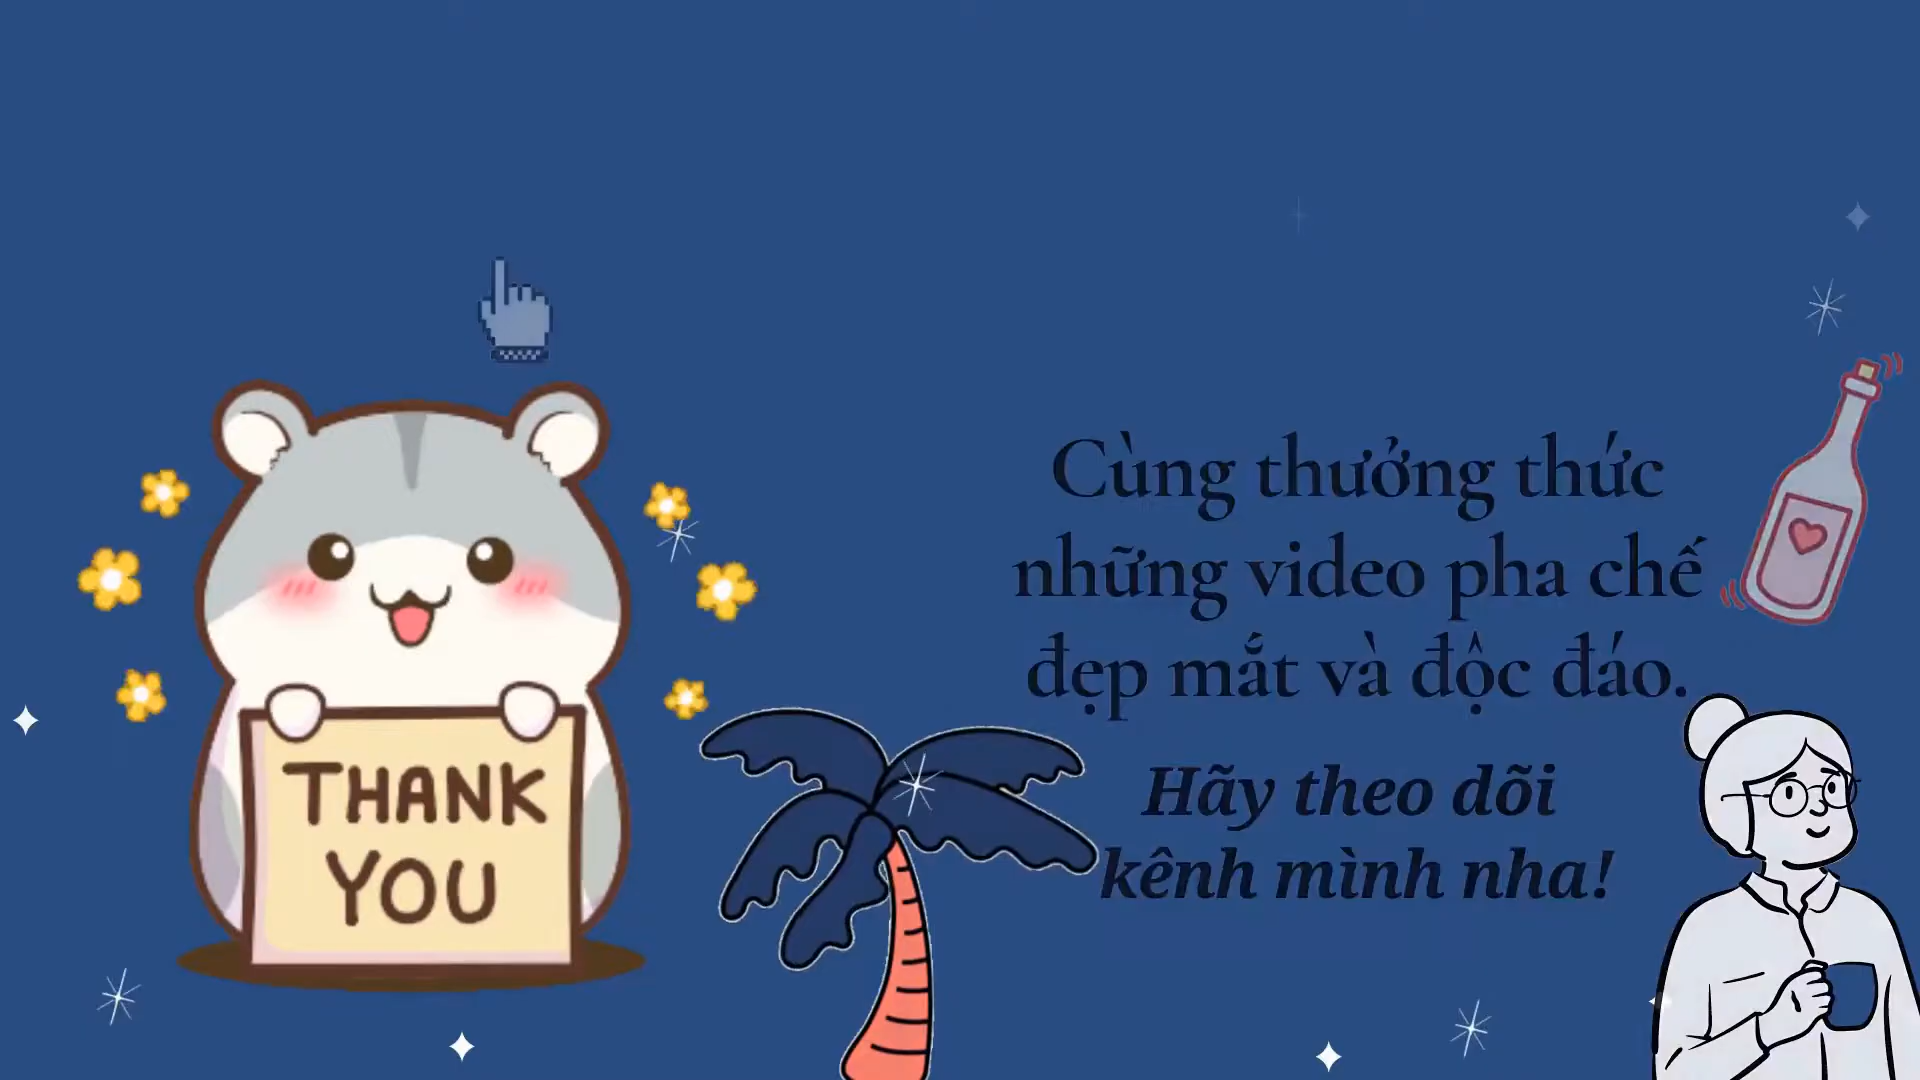 THANK
YOU
Cùng thưởng thức
những video pha chế
đẹp mắt và độc đáo.
Hãy theo dõi
kênh mình nha!